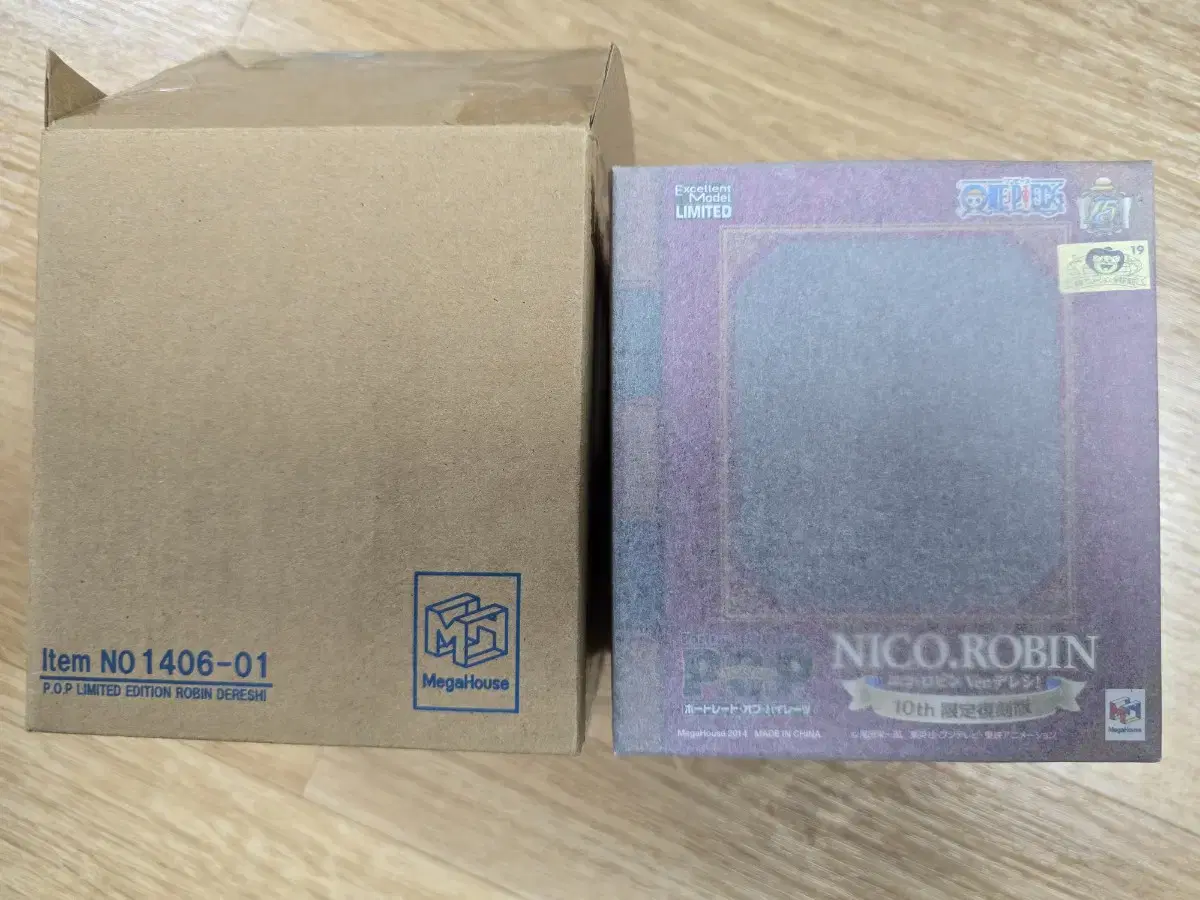 Item NO 1406-01
P.O.P LIMITED EDITION ROBIN DERESHI
MegaHouse
Excellent
Model
LIMITED
ONE PIECE
15
19
P.O.P
ポートレート・オブ・パイレーツ
NICO.ROBIN
ニコ・ロビン Ver.デレシ!
10th 限定復刻版
MegaHouse 2014 MADE IN CHINA
MegaHouse